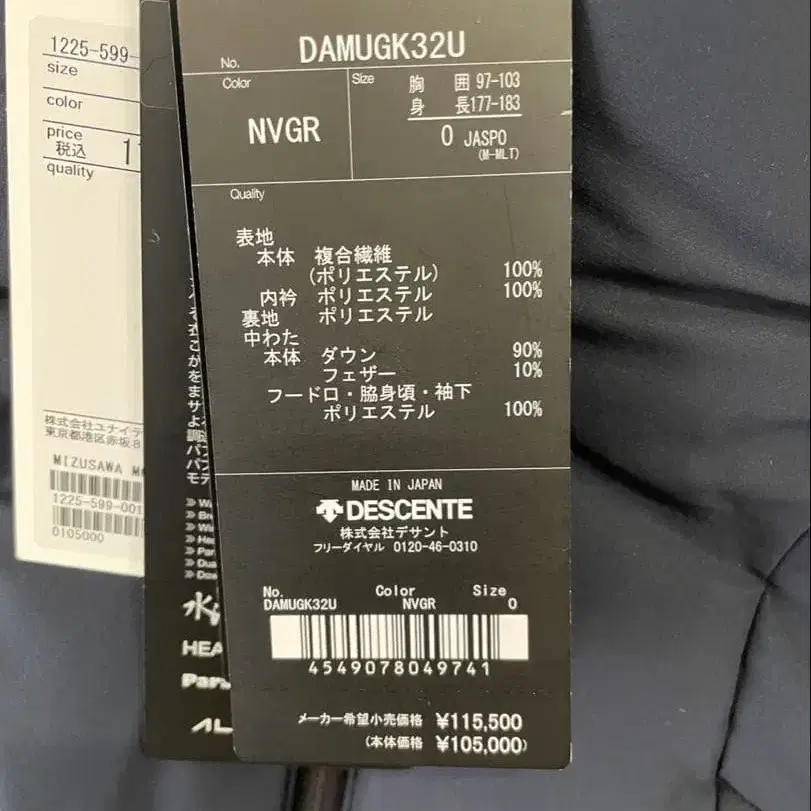 1225-599-
size
color
price
税込
quality
株式会社ユナイテ
東京都港区赤坂8
MIZUSAWA M
1225-599-001
0105000
調
モデ
水
HEA
Para
AL
No. DAMUGK32U
Color
NVGR
Size
胸 囲 97-103
身 長177-183
0 JASPO
(M-MLT)
Quality
表地
本体 複合繊維
(ポリエステル) 100%
内衿 ポリエステル 100%
裏地 ポリエステル
中わた
本体 ダウン 90%
フェザー 10%
フードロ・脇身頃・袖下
ポリエステル 100%
MADE IN JAPAN
DESCENTE
株式会社デサント
フリーダイヤル 0120-46-0310
No. Color Size
DAMUGK32U NVGR 0
4549078049741
メーカー希望小売価格 ¥115,500
(本体価格 ¥105,000)